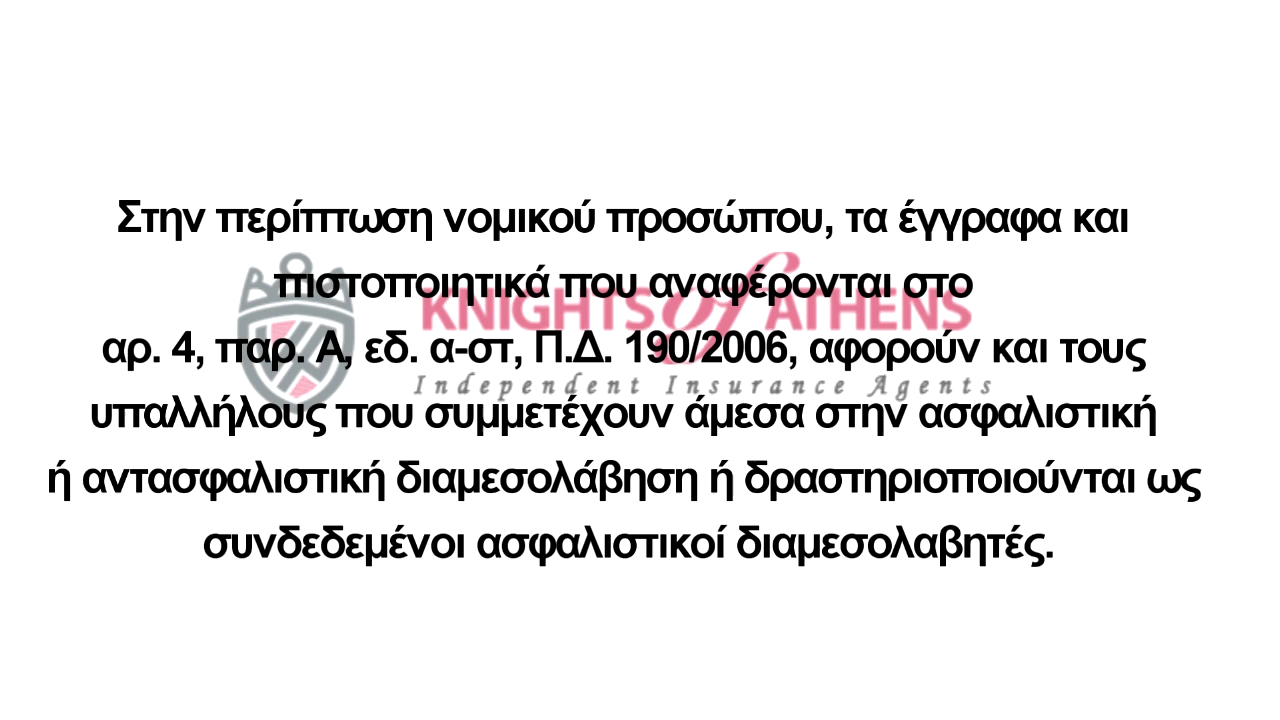 Στην περίπτωση νομικού προσώπου, τα έγγραφα και
πιστοποιητικά που αναφέρονται στο
KNIGHTS of ATHENS
αρ. 4, παρ. Α, εδ. α-στ, Π.Δ. 190/2006, αφορούν και τους
Independent Insurance Agents
υπαλλήλους που συμμετέχουν άμεσα στην ασφαλιστική
ή αντασφαλιστική διαμεσολάβηση ή δραστηριοποιούνται ως
συνδεδεμένοι ασφαλιστικοί διαμεσολαβητές.